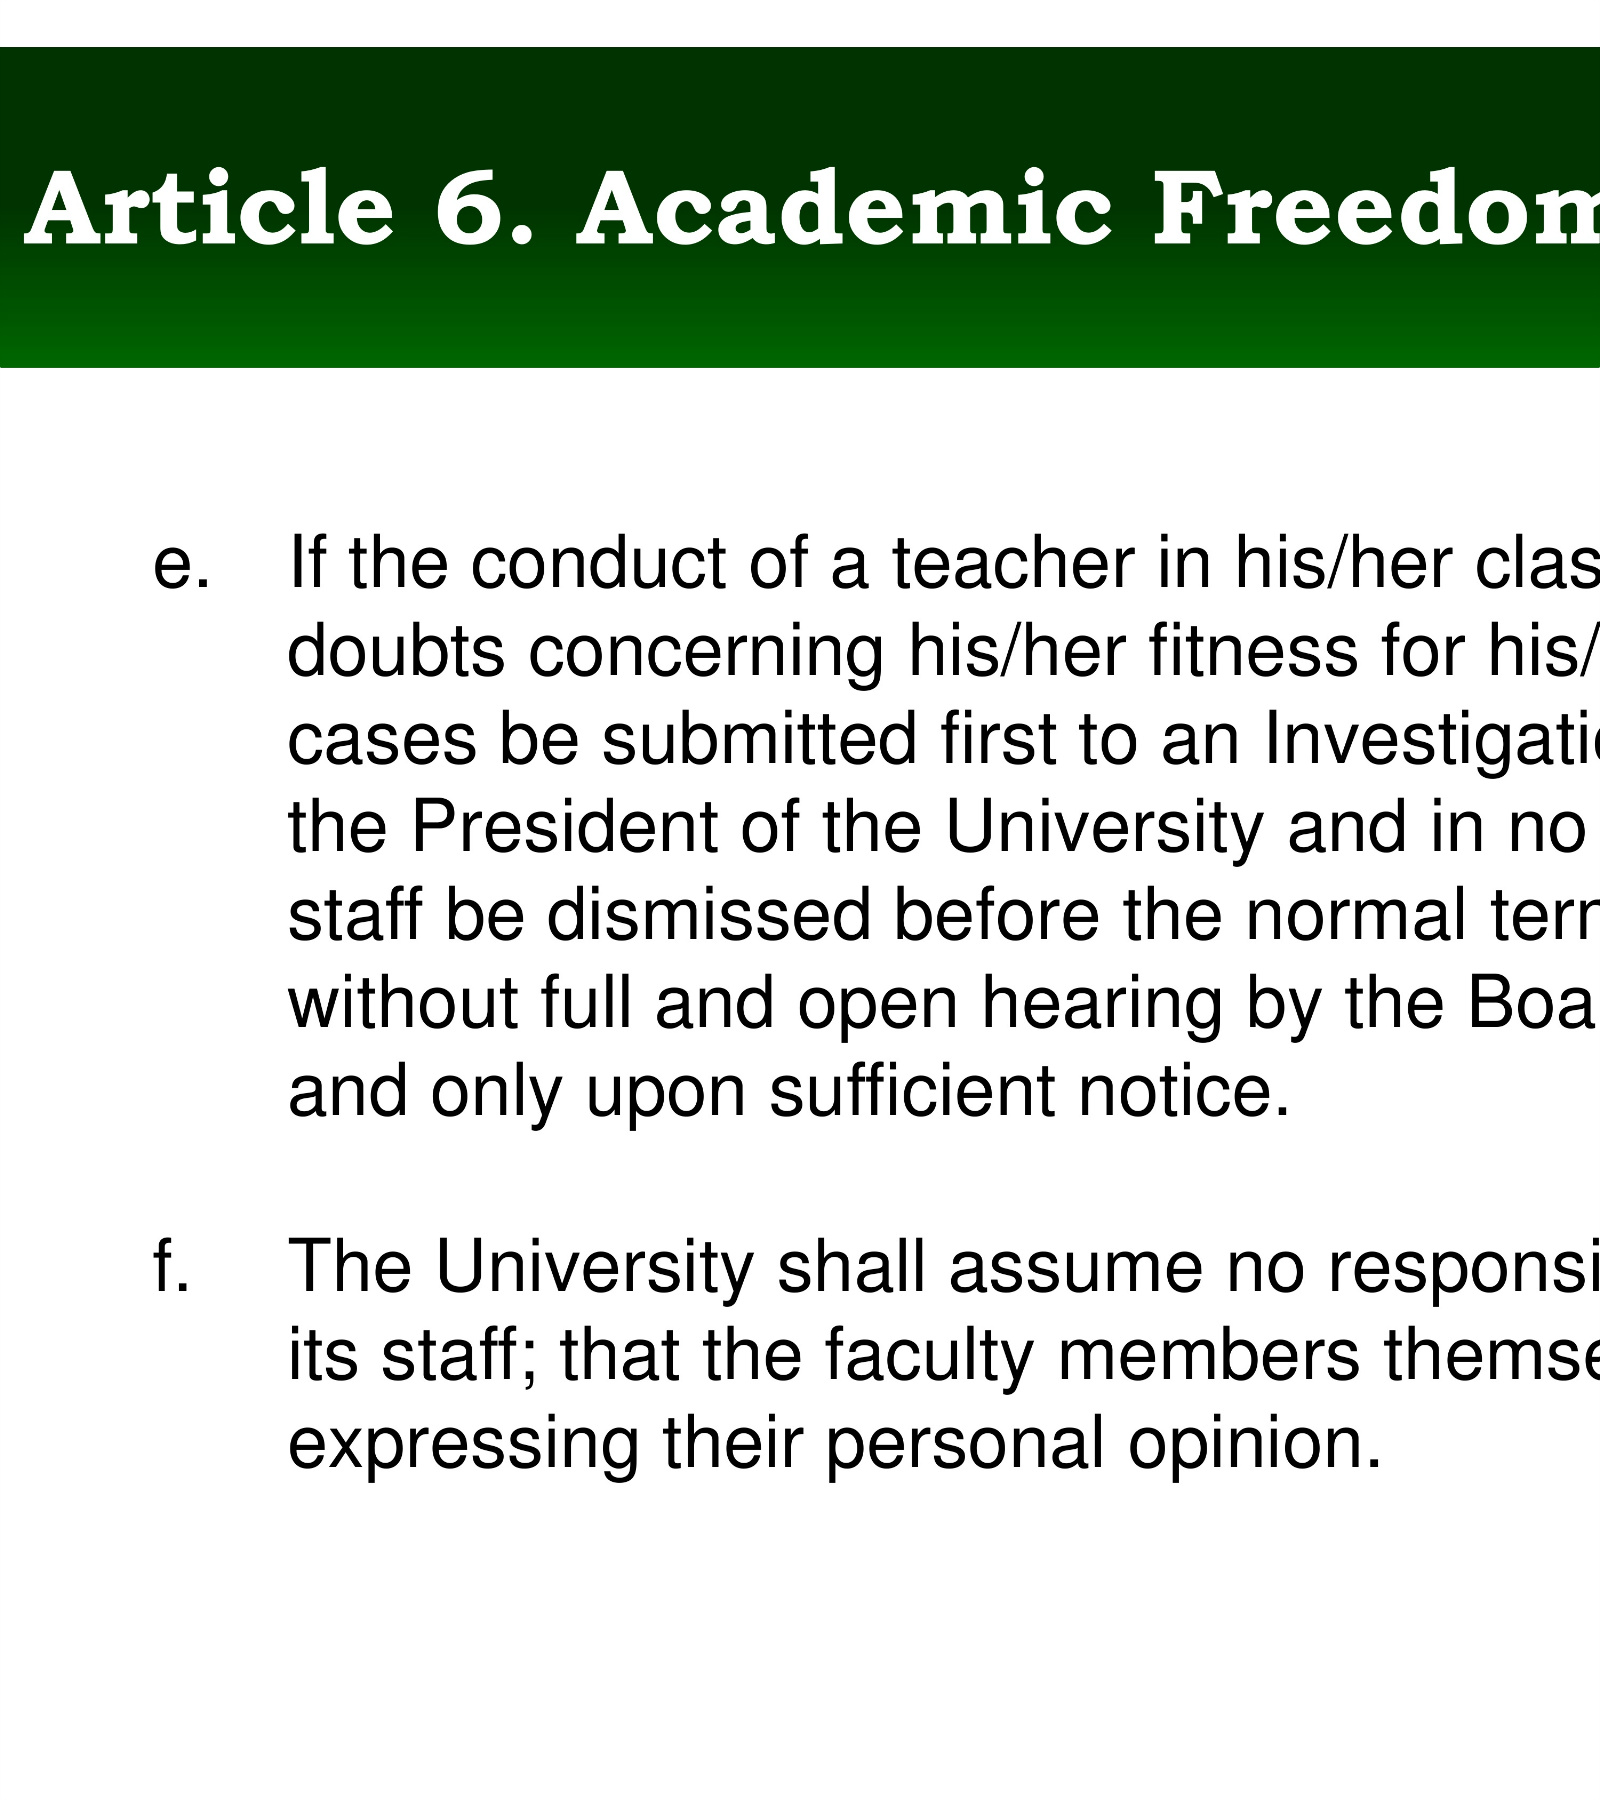 Article 6. Academic Freedom
e. If the conduct of a teacher in his/her clas
doubts concerning his/her fitness for his/
cases be submitted first to an Investigati
the President of the University and in no
staff be dismissed before the normal
without full and open hearing by the Boa
and only upon sufficient notice.
f. The University shall assume no responsi
its staff; that the faculty members themse
expressing their personal opinion.